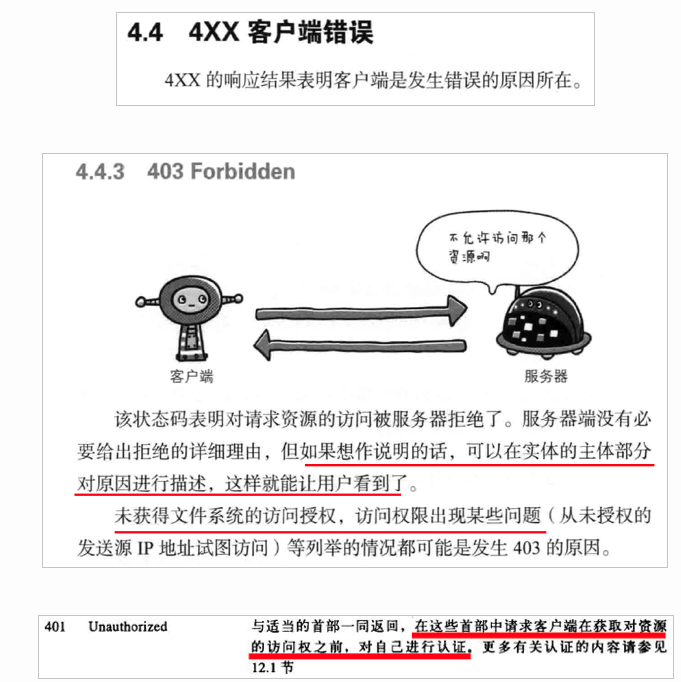 4.4 4XX 客户端错误
4XX 的响应结果表明客户端是发生错误的原因所在。
4.4.3 403 Forbidden
不允许访问那个
资源啊
客户端
服务器
该状态码表明对请求资源的访问被服务器拒绝了。服务器端没有必
要给出拒绝的详细理由，但如果想作说明的话，可以在实体的主体部分
对原因进行描述，这样就能让用户看到了。
未获得文件系统的访问授权，访问权限出现某些问题（从未授权的
发送源 IP 地址试图访问）等列举的情况都可能是发生 403 的原因。
401 Unauthorized 与适当的首部一同返回，在这些首部中请求客户端在获取对资源
的访问权之前，对自己进行认证。更多有关认证的内容请参见
12.1 节